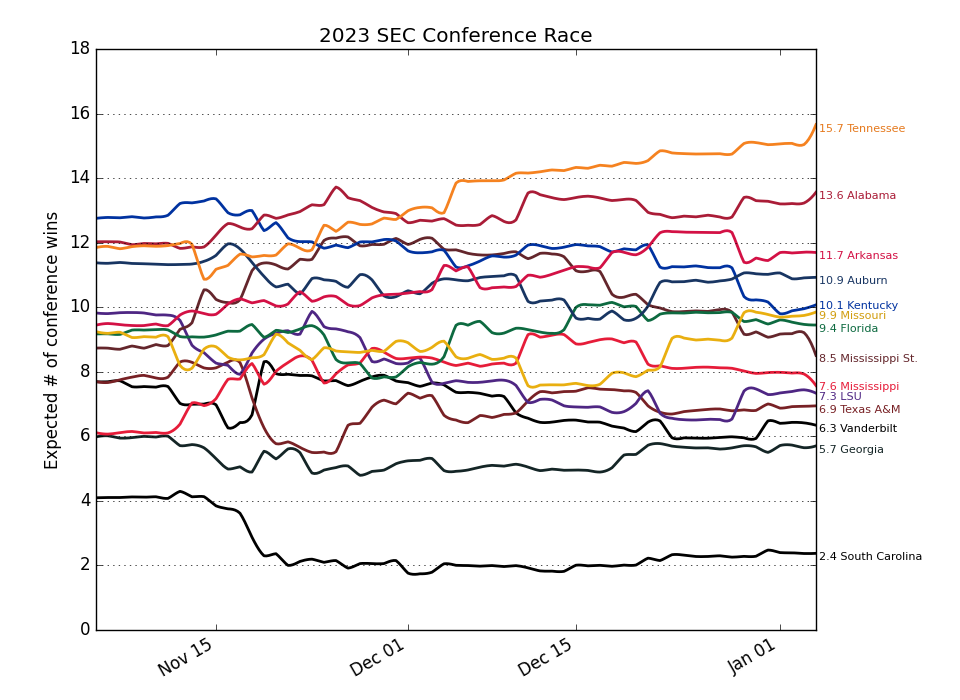 2023 SEC Conference Race
Expected # of conference wins
18
16
14
12
10
8
6
4
2
0
Nov 15
Dec 01
Dec 15
Jan 01
15.7 Tennessee
13.6 Alabama
11.7 Arkansas
10.9 Auburn
10.1 Kentucky
9.9 Missouri
9.4 Florida
8.5 Mississippi St.
7.6 Mississippi
7.3 LSU
6.9 Texas A&M
6.3 Vanderbilt
5.7 Georgia
2.4 South Carolina